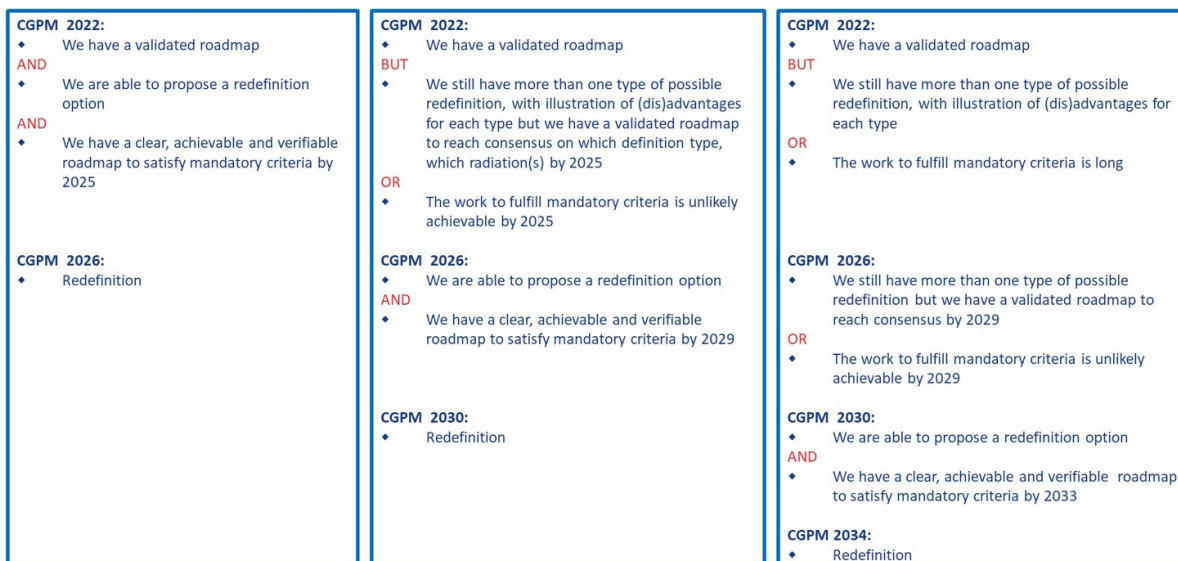 CGPM 2022:
◆ We have a validated roadmap
AND
◆ We are able to propose a redefinition
option
AND
◆ We have a clear, achievable and verifiable
roadmap to satisfy mandatory criteria by
2025
CGPM 2026:
◆ Redefinition
CGPM 2022:
◆ We have a validated roadmap
BUT
◆ We still have more than one type of possible
redefinition, with illustration of (dis)advantages
for each type but we have a validated roadmap
to reach consensus on which definition type,
which radiation(s) by 2025
OR
◆ The work to fulfill mandatory criteria is unlikely
achievable by 2025
CGPM 2026:
◆ We are able to propose a redefinition option
AND
◆ We have a clear, achievable and verifiable
roadmap to satisfy mandatory criteria by 2029
CGPM 2030:
◆ Redefinition
CGPM 2022:
◆ We have a validated roadmap
BUT
◆ We still have more than one type of possible
redefinition, with illustration of (dis)advantages for
each type
OR
◆ The work to fulfill mandatory criteria is long
CGPM 2026:
◆ We still have more than one type of possible
redefinition but we have a validated roadmap to
reach consensus by 2029
OR
◆ The work to fulfill mandatory criteria is unlikely
achievable by 2029
CGPM 2030:
◆ We are able to propose a redefinition option
AND
◆ We have a clear, achievable and verifiable roadmap
to satisfy mandatory criteria by 2033
CGPM 2034:
◆ Redefinition